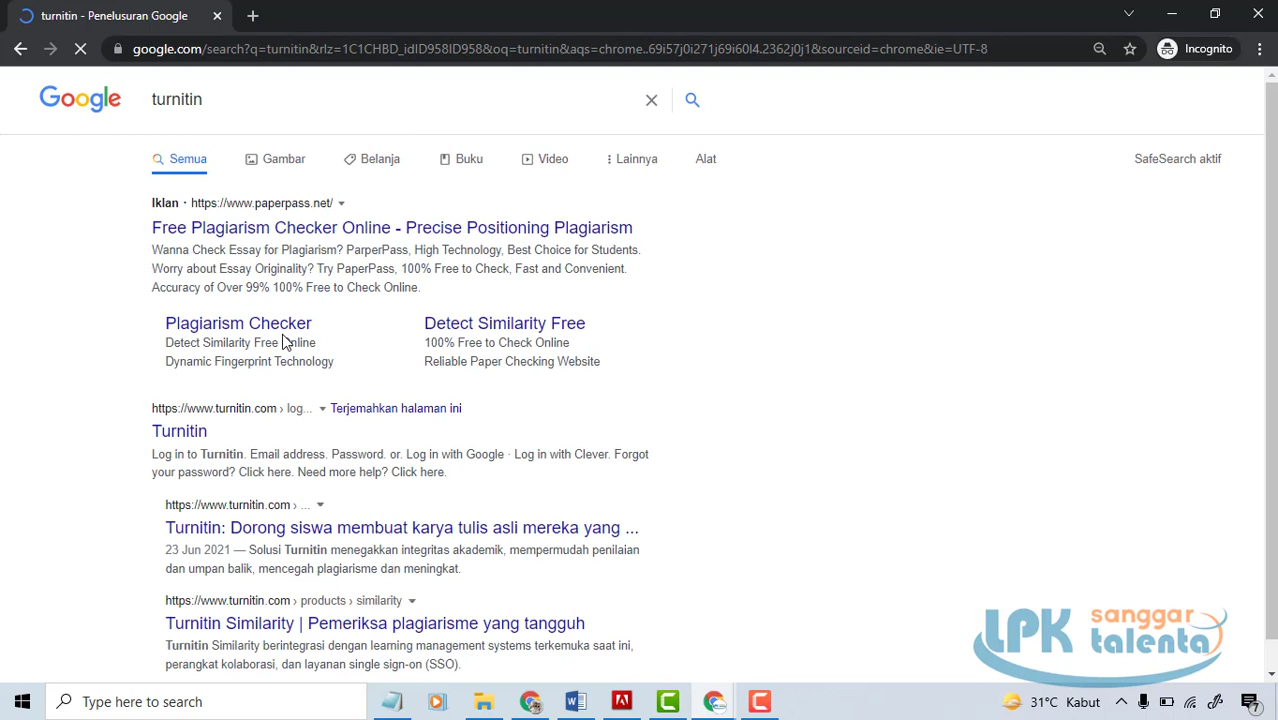 turnitin - Penelusuran Google
google.com/search?q=turnitin&rlz=1C1CHBD_idID958ID958&oq=turnitin&aqs=chrome..69i57j0i271j69i60l4.2362j0j1&sourceid=chrome&ie=UTF-8
Incognito
Google
turnitin
Semua
Gambar
Belanja
Buku
Video
Lainnya
Alat
SafeSearch aktif
Iklan · https://www.paperpass.net/
Free Plagiarism Checker Online - Precise Positioning Plagiarism
Wanna Check Essay for Plagiarism? ParperPass, High Technology, Best Choice for Students.
Worry about Essay Originality? Try PaperPass, 100% Free to Check, Fast and Convenient.
Accuracy of Over 99% 100% Free to Check Online.
Plagiarism Checker
Detect Similarity Free Online
Dynamic Fingerprint Technology
Detect Similarity Free
100% Free to Check Online
Reliable Paper Checking Website
https://www.turnitin.com › log... Terjemahkan halaman ini
Turnitin
Log in to Turnitin. Email address. Password. or. Log in with Google · Log in with Clever. Forgot
your password? Click here. Need more help? Click here.
https://www.turnitin.com › ...
Turnitin: Dorong siswa membuat karya tulis asli mereka yang ...
23 Jun 2021 — Solusi Turnitin menegakkan integritas akademik, mempermudah penilaian
dan umpan balik, mencegah plagiarisme dan meningkat.
https://www.turnitin.com › products › similarity
Turnitin Similarity | Pemeriksa plagiarisme yang tangguh
Turnitin Similarity berintegrasi dengan learning management systems terkemuka saat ini,
perangkat kolaborasi, dan layanan single sign-on (SSO).
LPK sanggar
talenta
Type here to search
31°C Kabut
7